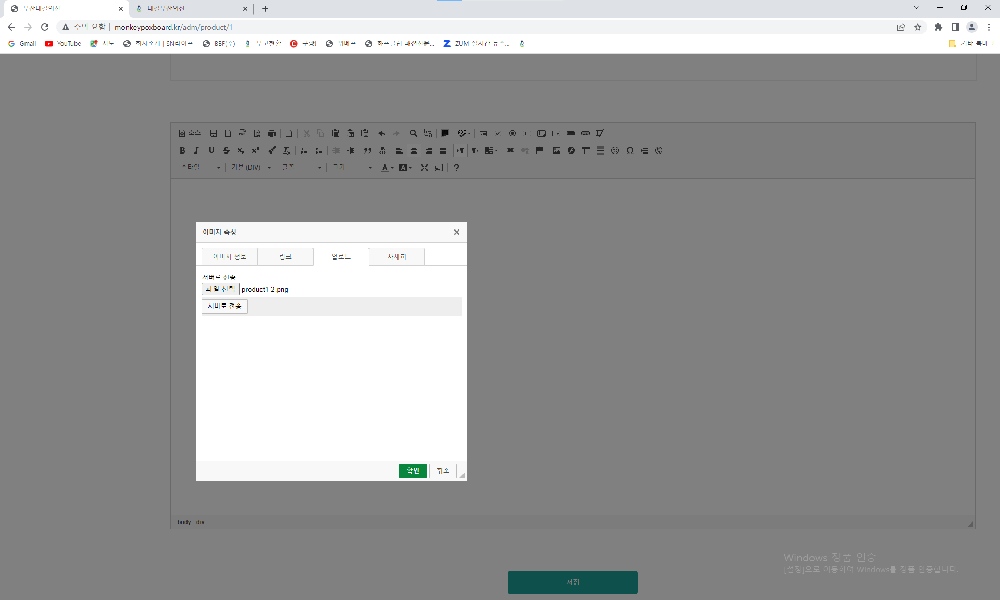 부산대길의전
대길부산의전
주의 요함
monkeypoxboard.kr/adm/product/1
Gmail
YouTube
지도
회사소개 | SN라이프
BBF(주)
부고현황
쿠팡!
위메프
하프클럽-패션전문...
ZUM-실시간 뉴스...
기타 북마크
소스
스타일
기본 (DIV)
글꼴
크기
이미지 속성
이미지 정보
링크
업로드
자세히
서버로 전송
파일 선택 product1-2.png
서버로 전송
확인
취소
body div
Windows 정품 인증
[설정]으로 이동하여 Windows를 정품 인증합니다.
저장